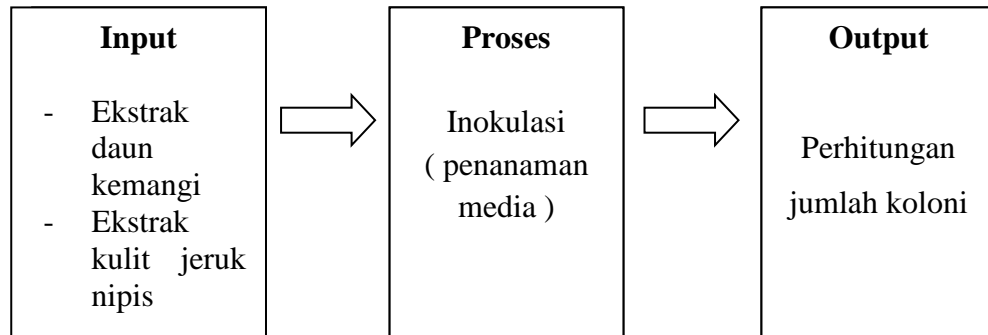 Input
- Ekstrak
daun
kemangi
- Ekstrak
kulit jeruk
nipis
Proses
Inokulasi
( penanaman
media )
Output
Perhitungan
jumlah koloni